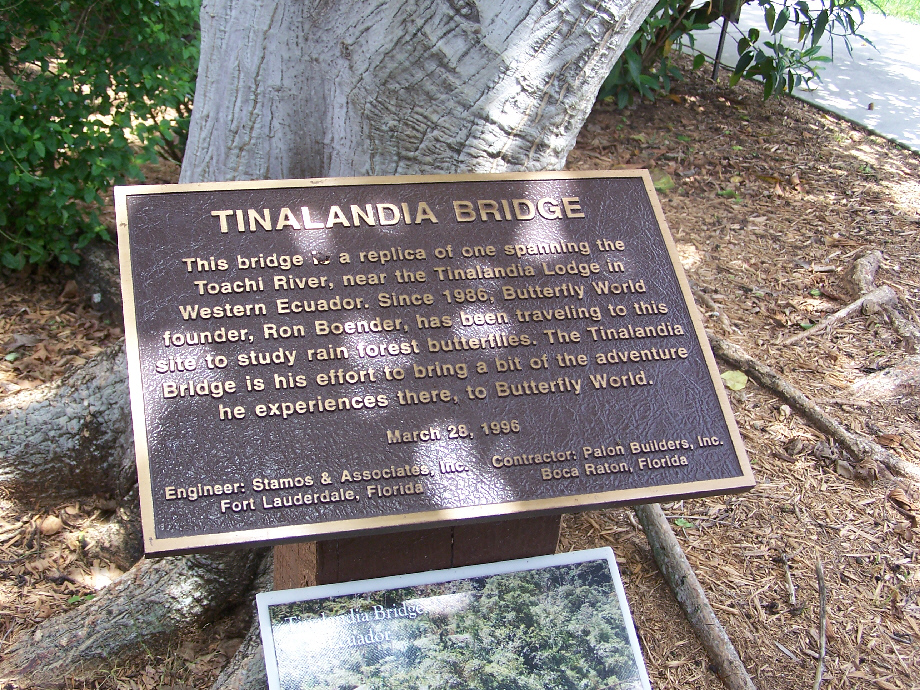 TINALANDIA BRIDGE
This bridge is a replica of one spanning the
Toachi River, near the Tinalandia Lodge in
Western Ecuador. Since 1986, Butterfly World
founder, Ron Boender, has been traveling to this
site to study rain forest butterflies. The Tinalandia
Bridge is his effort to bring a bit of the adventure
he experiences there, to Butterfly World.
March 28, 1996
Engineer: Stamos & Associates, Inc.
Fort Lauderdale, Florida
Contractor: Palon Builders, Inc.
Boca Raton, Florida
Tinalandia Bridge
Ecuador